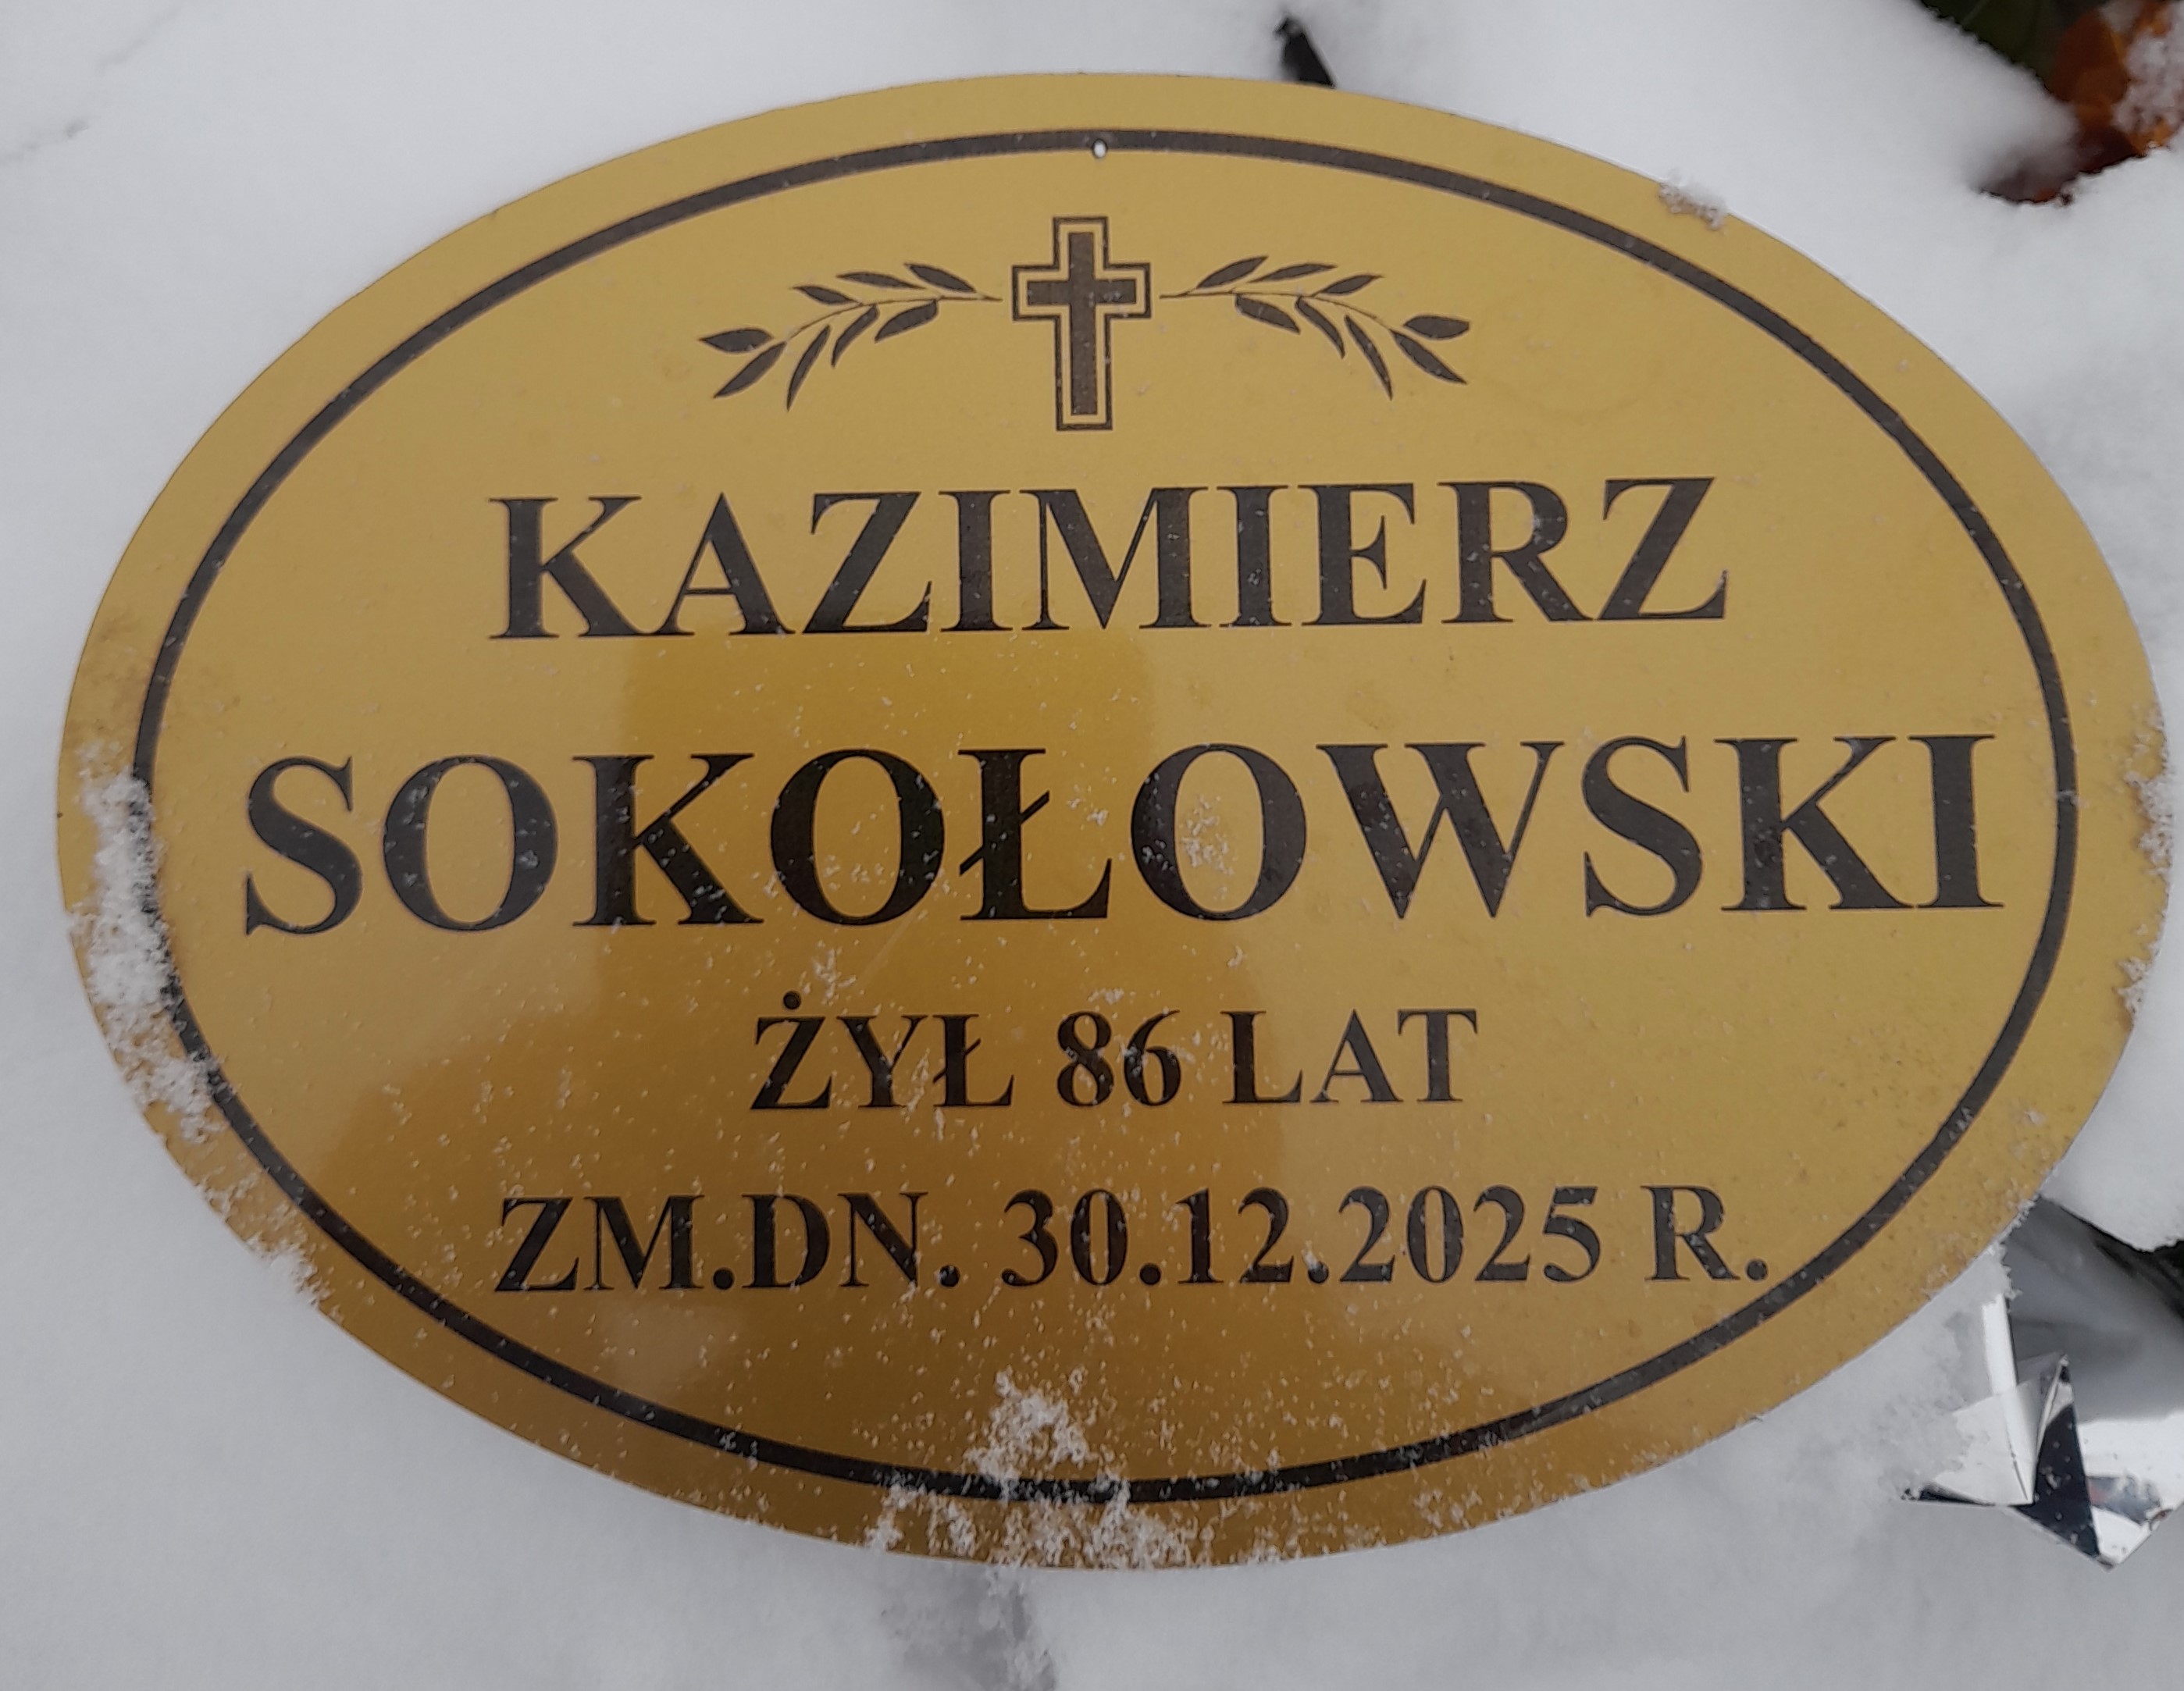 KAZIMIERZ
SOKOŁOWSKI
ŻYŁ 86 LAT
ZM.DN. 30.12.2025 R.